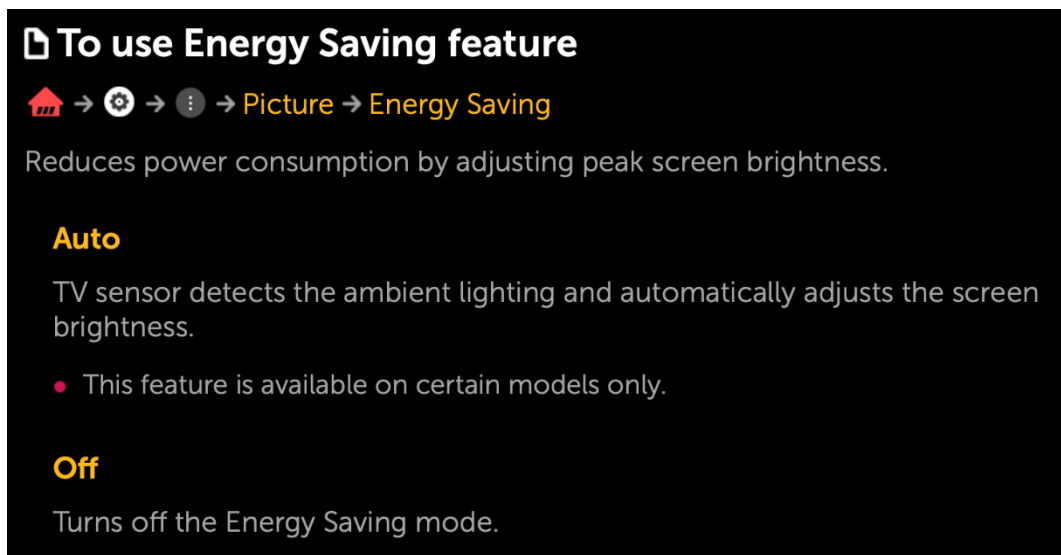 To use Energy Saving feature
→ → → Picture → Energy Saving
Reduces power consumption by adjusting peak screen brightness.
Auto
TV sensor detects the ambient lighting and automatically adjusts the screen
brightness.
• This feature is available on certain models only.
Off
Turns off the Energy Saving mode.